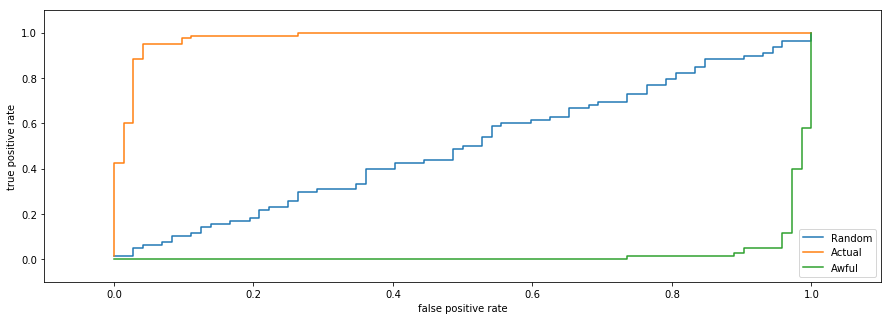 1.0
0.8
0.6
0.4
0.2
0.0
true positive rate
0.0 0.2 0.4 0.6 0.8 1.0
false positive rate
Random
Actual
Awful